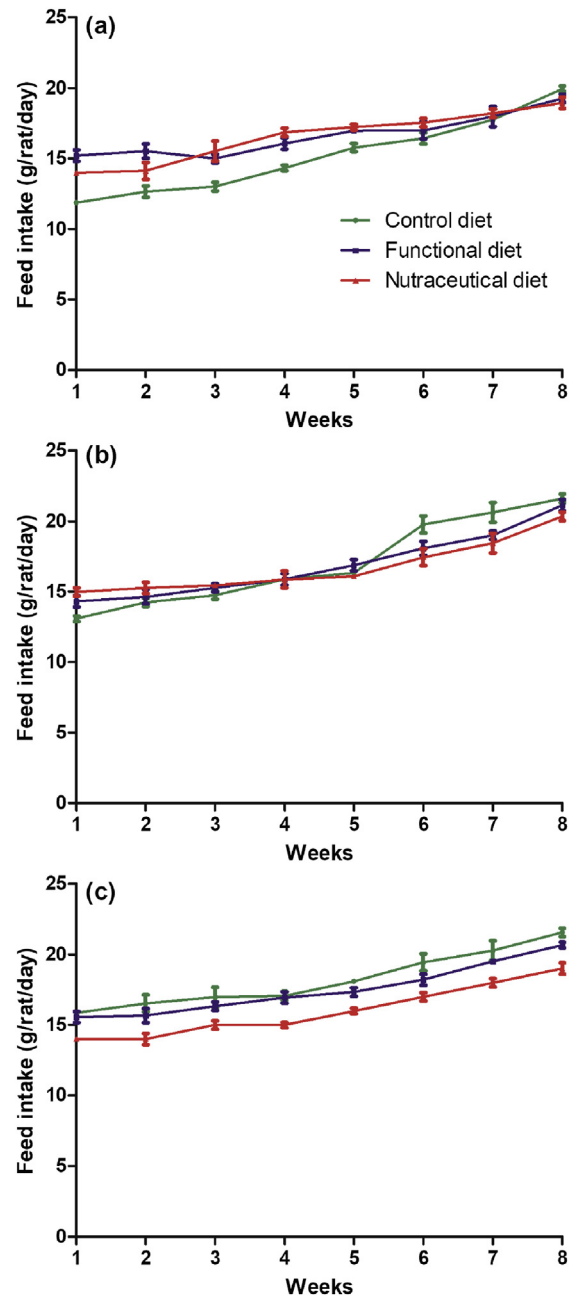 (a)
Feed intake (g/rat/day)
25
20
15
10
5
0
Control diet
Functional diet
Nutraceutical diet
1 2 3 4 5 6 7 8
Weeks
(b)
Feed intake (g/rat/day)
25
20
15
10
5
0
1 2 3 4 5 6 7 8
Weeks
(c)
Feed intake (g/rat/day)
25
20
15
10
5
0
1 2 3 4 5 6 7 8
Weeks